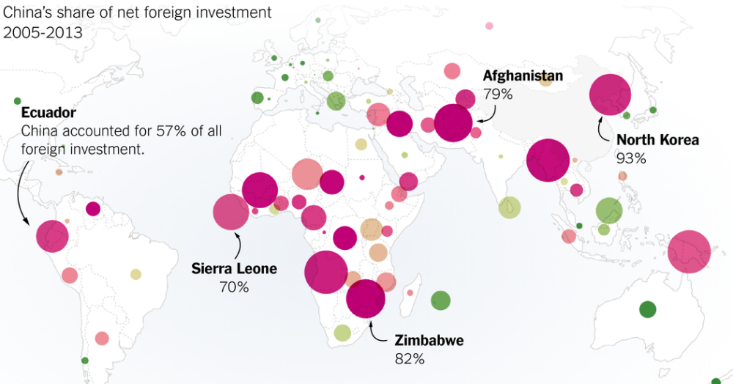 China's share of net foreign investment
2005-2013
Afghanistan
79%
Ecuador
China accounted for 57% of all
foreign investment.
North Korea
93%
Sierra Leone
70%
Zimbabwe
82%